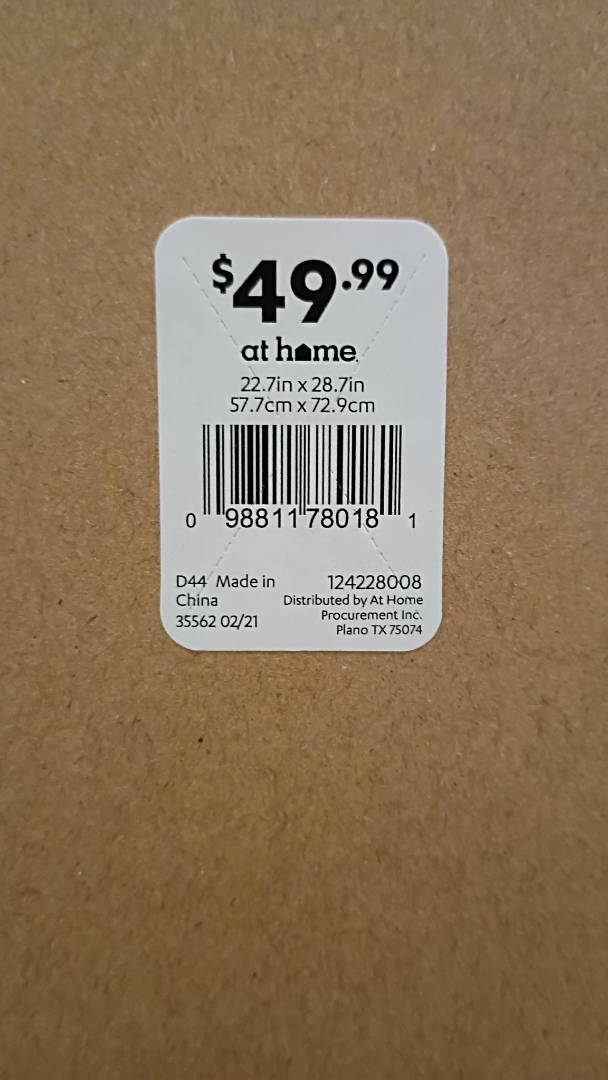 $49.99
at home
22.7in x 28.7in
57.7cm x 72.9cm
0 98811 78018 1
D44 Made in
China
35562 02/21
124228008
Distributed by At Home
Procurement Inc.
Plano TX 75074